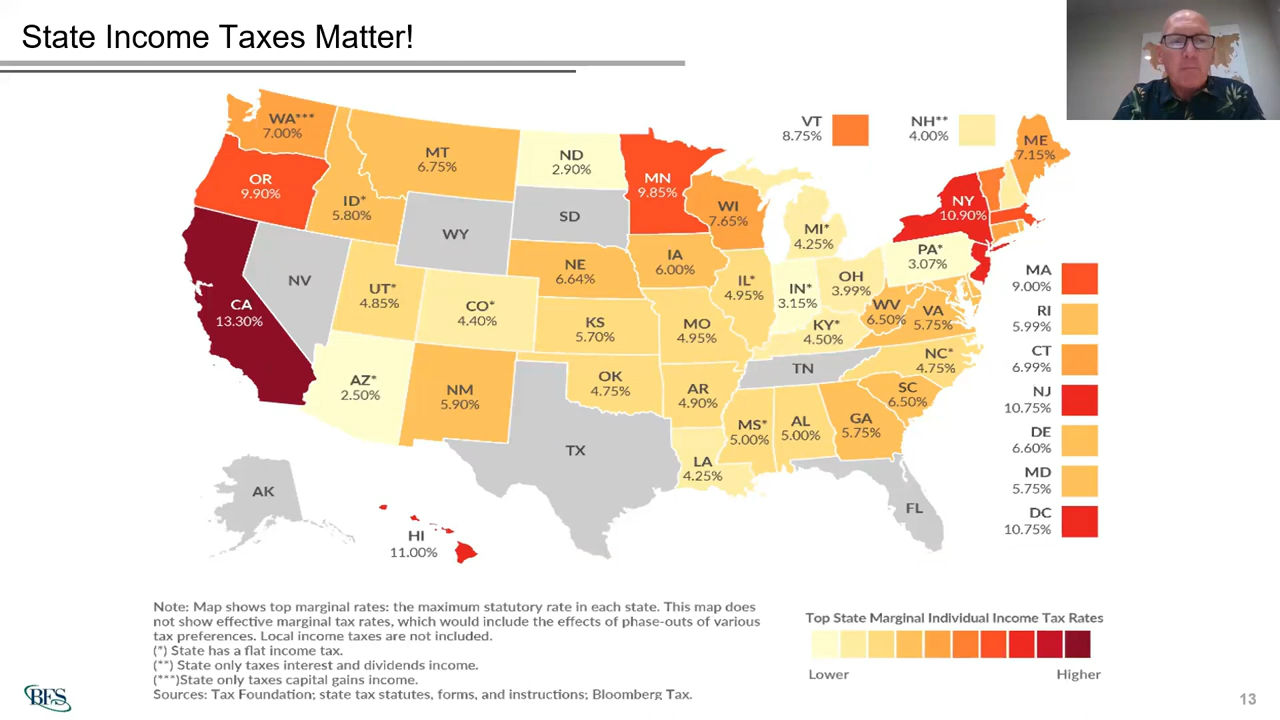 State Income Taxes Matter!
WA***
7.00%
MT
6.75%
ND
2.90%
MN
9.85%
VT
8.75%
NH**
4.00%
ME
7.15%
OR
9.90%
ID*
5.80%
WY
SD
WI
7.65%
MI*
4.25%
NY
10.90%
PA*
3.07%
NV
UT*
4.85%
CO*
4.40%
NE
6.64%
IA
6.00%
IL*
4.95%
IN*
3.15%
OH
3.99%
WV
6.50%
VA
5.75%
CA
13.30%
KS
5.70%
MO
4.95%
KY*
4.50%
NC*
4.75%
TN
AZ*
2.50%
NM
5.90%
OK
4.75%
AR
4.90%
SC
6.50%
MS*
5.00%
AL
5.00%
GA
5.75%
TX
LA
4.25%
FL
AK
HI
11.00%
MA
9.00%
RI
5.99%
CT
6.99%
NJ
10.75%
DE
6.60%
MD
5.75%
DC
10.75%
Note: Map shows top marginal rates: the maximum statutory rate in each state. This map does
not show effective marginal tax rates, which would include the effects of phase-outs of various
tax preferences. Local income taxes are not included.
(*) State has a flat income tax.
(**) State only taxes interest and dividends income.
(***)State only taxes capital gains income.
Sources: Tax Foundation; state tax statutes, forms, and instructions; Bloomberg Tax.
Top State Marginal Individual Income Tax Rates
Lower
Higher
BFS
13